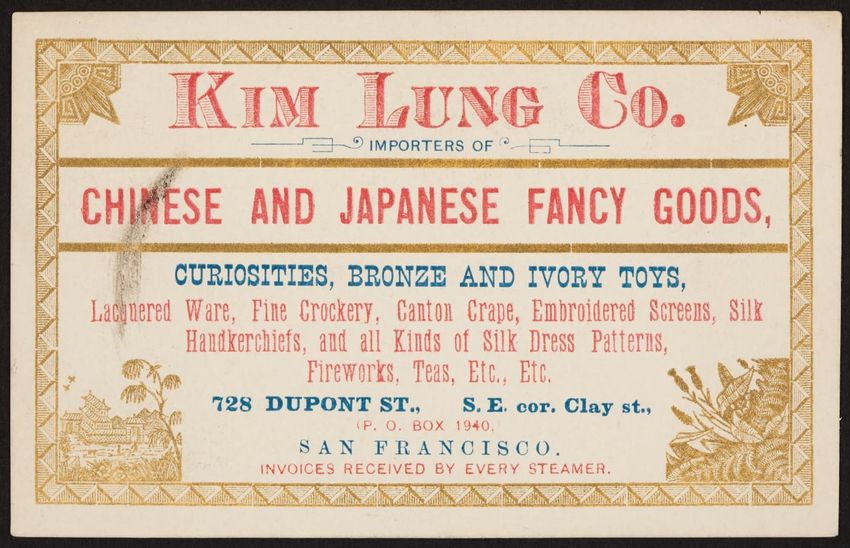 KIM LUNG CO.
IMPORTERS OF
CHINESE AND JAPANESE FANCY GOODS,
CURIOSITIES, BRONZE AND IVORY TOYS,
Lacquered Ware, Fine Crockery, Canton Crape, Embroidered Screens, Silk
Handkerchiefs, and all Kinds of Silk Dress Patterns,
Fireworks, Teas, Etc., Etc.
728 DUPONT ST., S. E. cor. Clay st.,
(P. O. BOX 1940.)
SAN FRANCISCO.
INVOICES RECEIVED BY EVERY STEAMER.